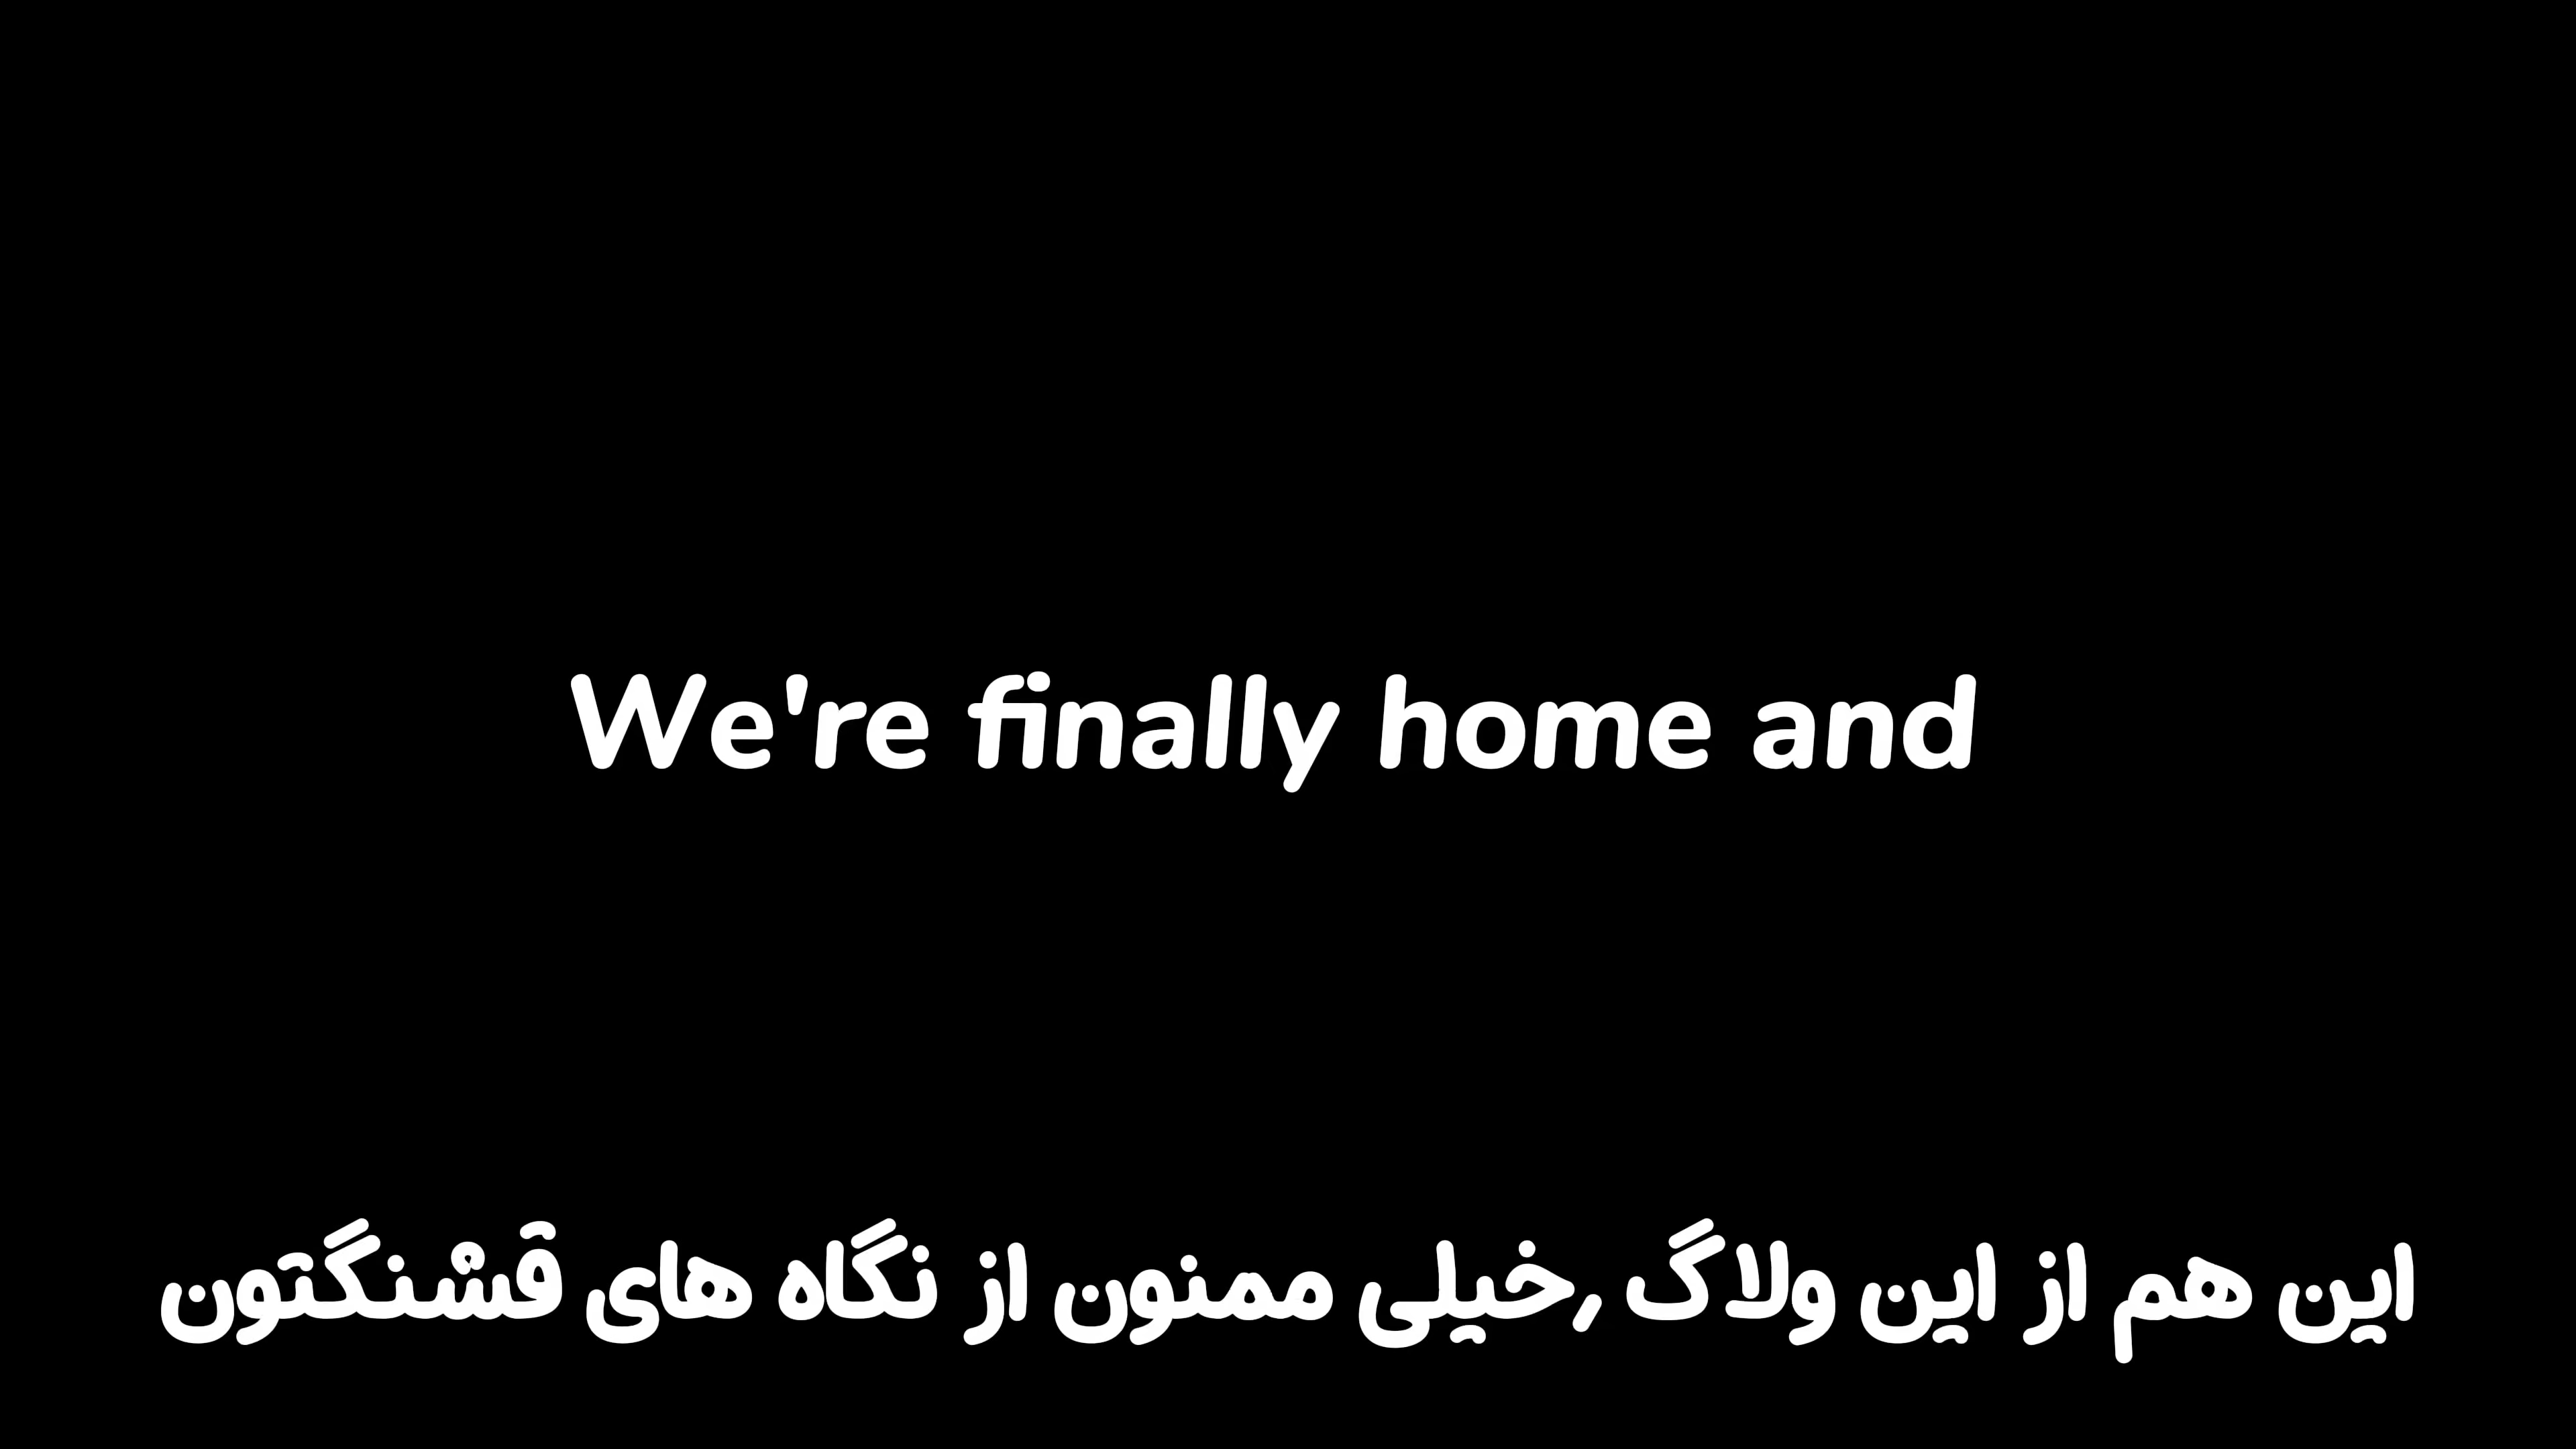 We're finally home and
این هم از این ولاگ ,خیلی ممنون از نگاه های قشنگتون